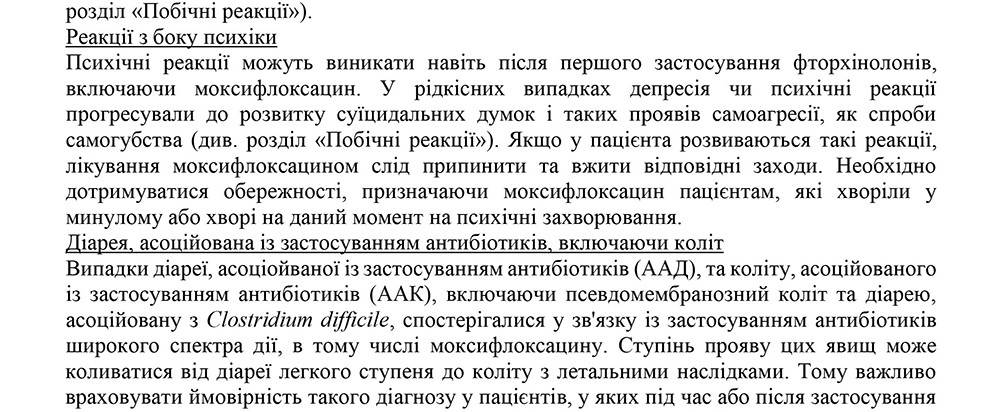 розділ «Побічні реакції»).
Реакції з боку психіки
Психічні реакції можуть виникати навіть після першого застосування фторхінолонів,
включаючи моксифлоксацин. У рідкісних випадках депресія чи психічні реакції
прогресували до розвитку суїцидальних думок і таких проявів самоагресії, як спроби
самогубства (див. розділ «Побічні реакції»). Якщо у пацієнта розвиваються такі реакції,
лікування моксифлоксацином слід припинити та вжити відповідні заходи. Необхідно
дотримуватися обережності, призначаючи моксифлоксацин пацієнтам, які хворіли у
минулому або хворі на даний момент на психічні захворювання.
Діарея, асоційована із застосуванням антибіотиків, включаючи коліт
Випадки діареї, асоціойваної із застосуванням антибіотиків (ААД), та коліту, асоційованого
із застосуванням антибіотиків (ААК), включаючи псевдомембранозний коліт та діарею,
асоційовану з Clostridium difficile, спостерігалися у зв'язку із застосуванням антибіотиків
широкого спектра дії, в тому числі моксифлоксацину. Ступінь прояву цих явищ може
коливатися від діареї легкого ступеня до коліту з летальними наслідками. Тому важливо
враховувати ймовірність такого діагнозу у пацієнтів, у яких під час або після застосування